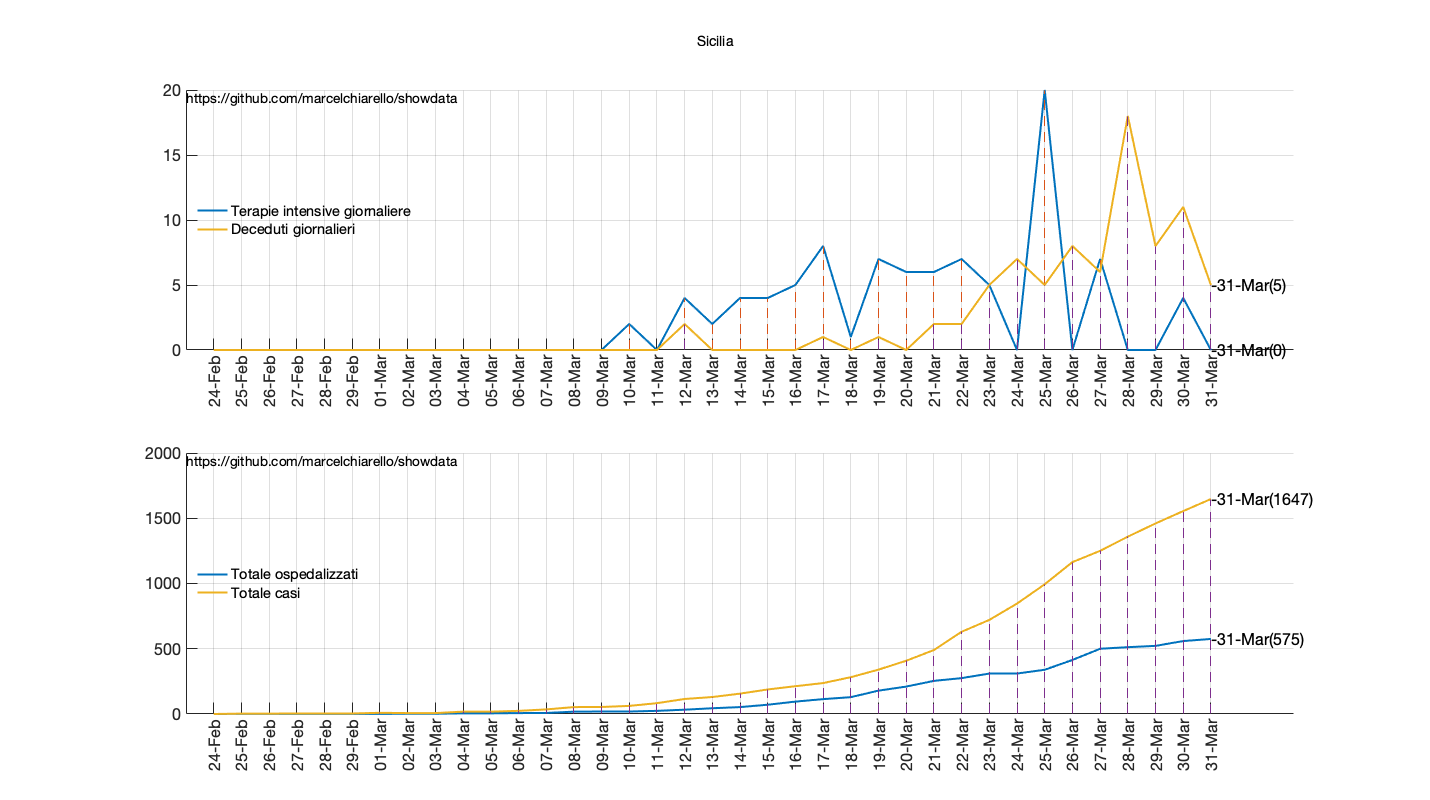 Sicilia
20
https://github.com/marcelchiarello/showdata
15
10
Terapie intensive giornaliere
Deceduti giornalieri
5
-31-Mar(5)
0
-31-Mar(0)
24-Feb
25-Feb
26-Feb
27-Feb
28-Feb
29-Feb
01-Mar
02-Mar
03-Mar
04-Mar
05-Mar
06-Mar
07-Mar
08-Mar
09-Mar
10-Mar
11-Mar
12-Mar
13-Mar
14-Mar
15-Mar
16-Mar
17-Mar
18-Mar
19-Mar
20-Mar
21-Mar
22-Mar
23-Mar
24-Mar
25-Mar
26-Mar
27-Mar
28-Mar
29-Mar
30-Mar
31-Mar
2000
https://github.com/marcelchiarello/showdata
-31-Mar(1647)
1500
1000
Totale ospedalizzati
Totale casi
500
-31-Mar(575)
0
24-Feb
25-Feb
26-Feb
27-Feb
28-Feb
29-Feb
01-Mar
02-Mar
03-Mar
04-Mar
05-Mar
06-Mar
07-Mar
08-Mar
09-Mar
10-Mar
11-Mar
12-Mar
13-Mar
14-Mar
15-Mar
16-Mar
17-Mar
18-Mar
19-Mar
20-Mar
21-Mar
22-Mar
23-Mar
24-Mar
25-Mar
26-Mar
27-Mar
28-Mar
29-Mar
30-Mar
31-Mar